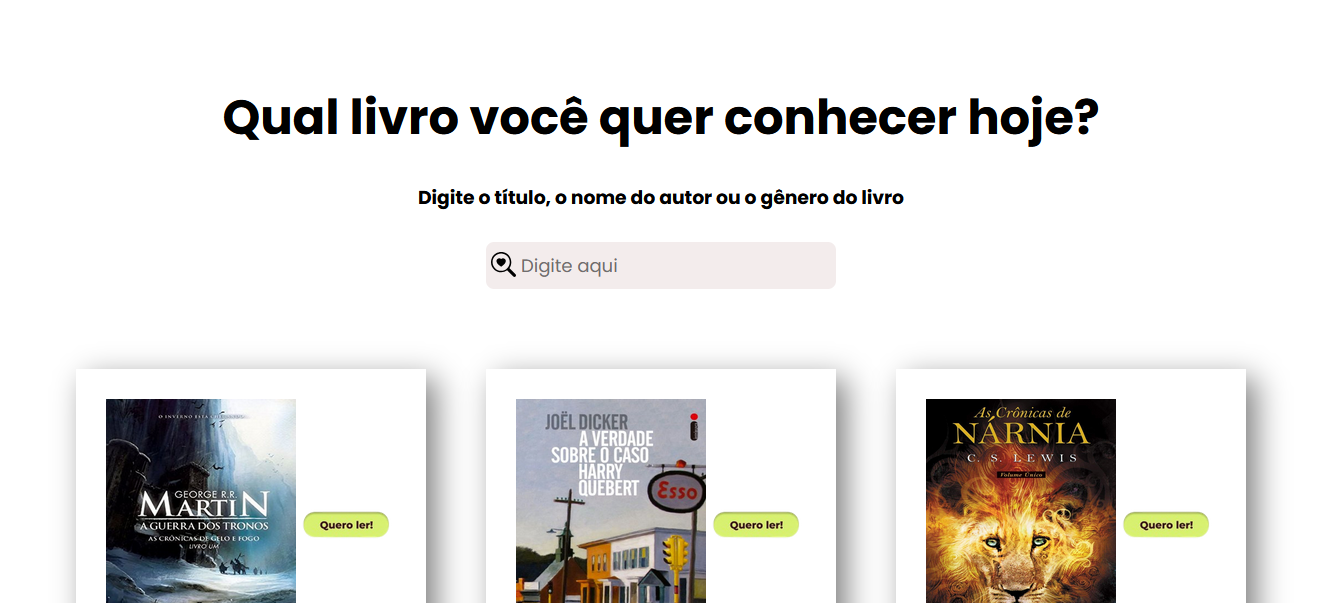 Qual livro você quer conhecer hoje?
Digite o título, o nome do autor ou o gênero do livro
Digite aqui
O INVERNO ESTÁ CHEGANDO
GEORGE R.R.
MARTIN
A GUERRA DOS TRONOS
AS CRÔNICAS DE GELO E FOGO
LIVRO UM
Quero ler!
JOËL DICKER
A VERDADE
SOBRE O CASO
HARRY
QUEBERT
Esso
Quero ler!
As Crônicas de
NÁRNIA
C. S. LEWIS
Volume Único
Quero ler!